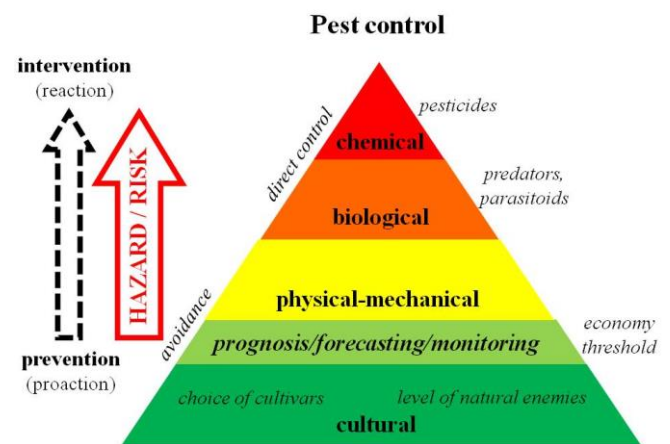 Pest control
intervention
(reaction)
prevention
(proaction)
HAZARD / RISK
direct control
avoidance
chemical
pesticides
biological
predators,
parasitoids
physical-mechanical
prognosis/forecasting/monitoring
economy
threshold
choice of cultivars
level of natural enemies
cultural